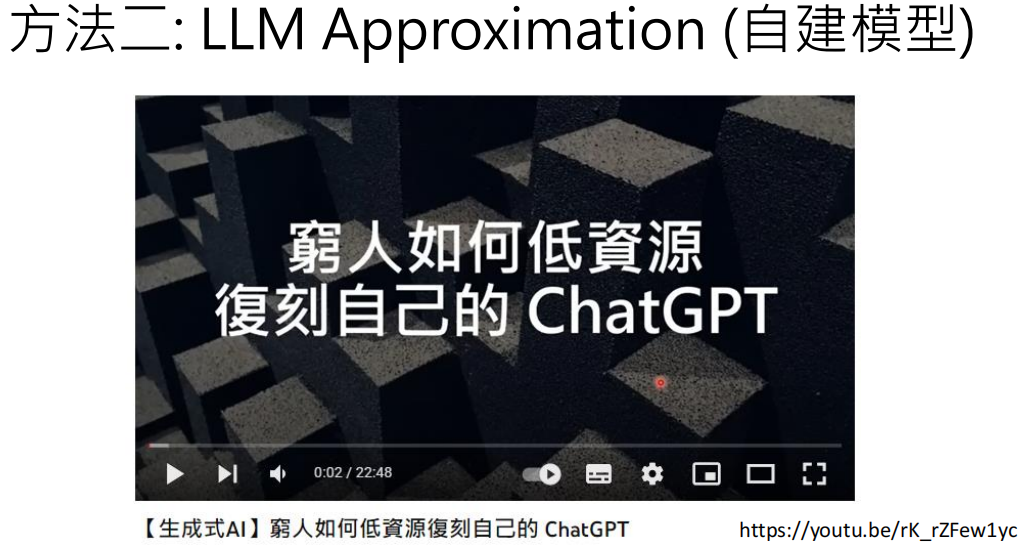 方法二: LLM Approximation (自建模型)
窮人如何低資源
復刻自己的 ChatGPT
0:02 / 22:48
【生成式AI】窮人如何低資源復刻自己的 ChatGPT
https://youtu.be/rK_rZFew1yc